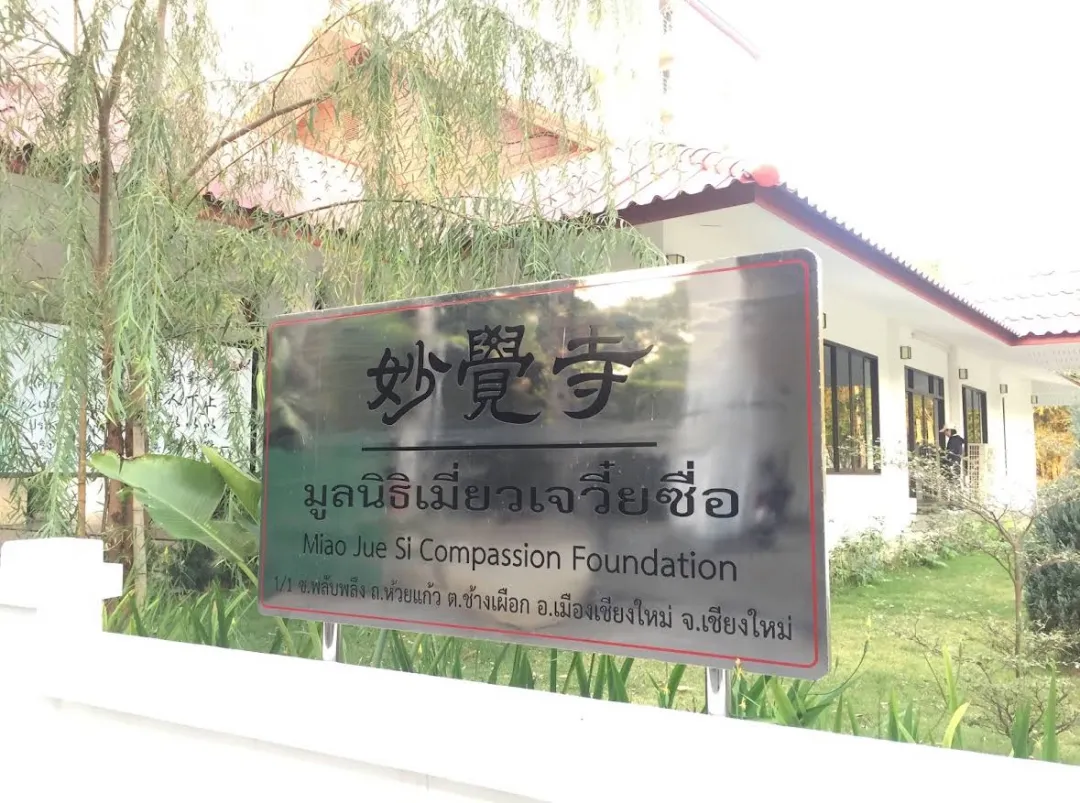 妙覺寺
มูลนิธิเมี่ยวเจวี๋ยซื่อ
Miao Jue Si Compassion Foundation
1/1 ซ.พลับพลึง ถ.ห้วยแก้ว ต.ช้างเผือก อ.เมืองเชียงใหม่ จ.เชียงใหม่